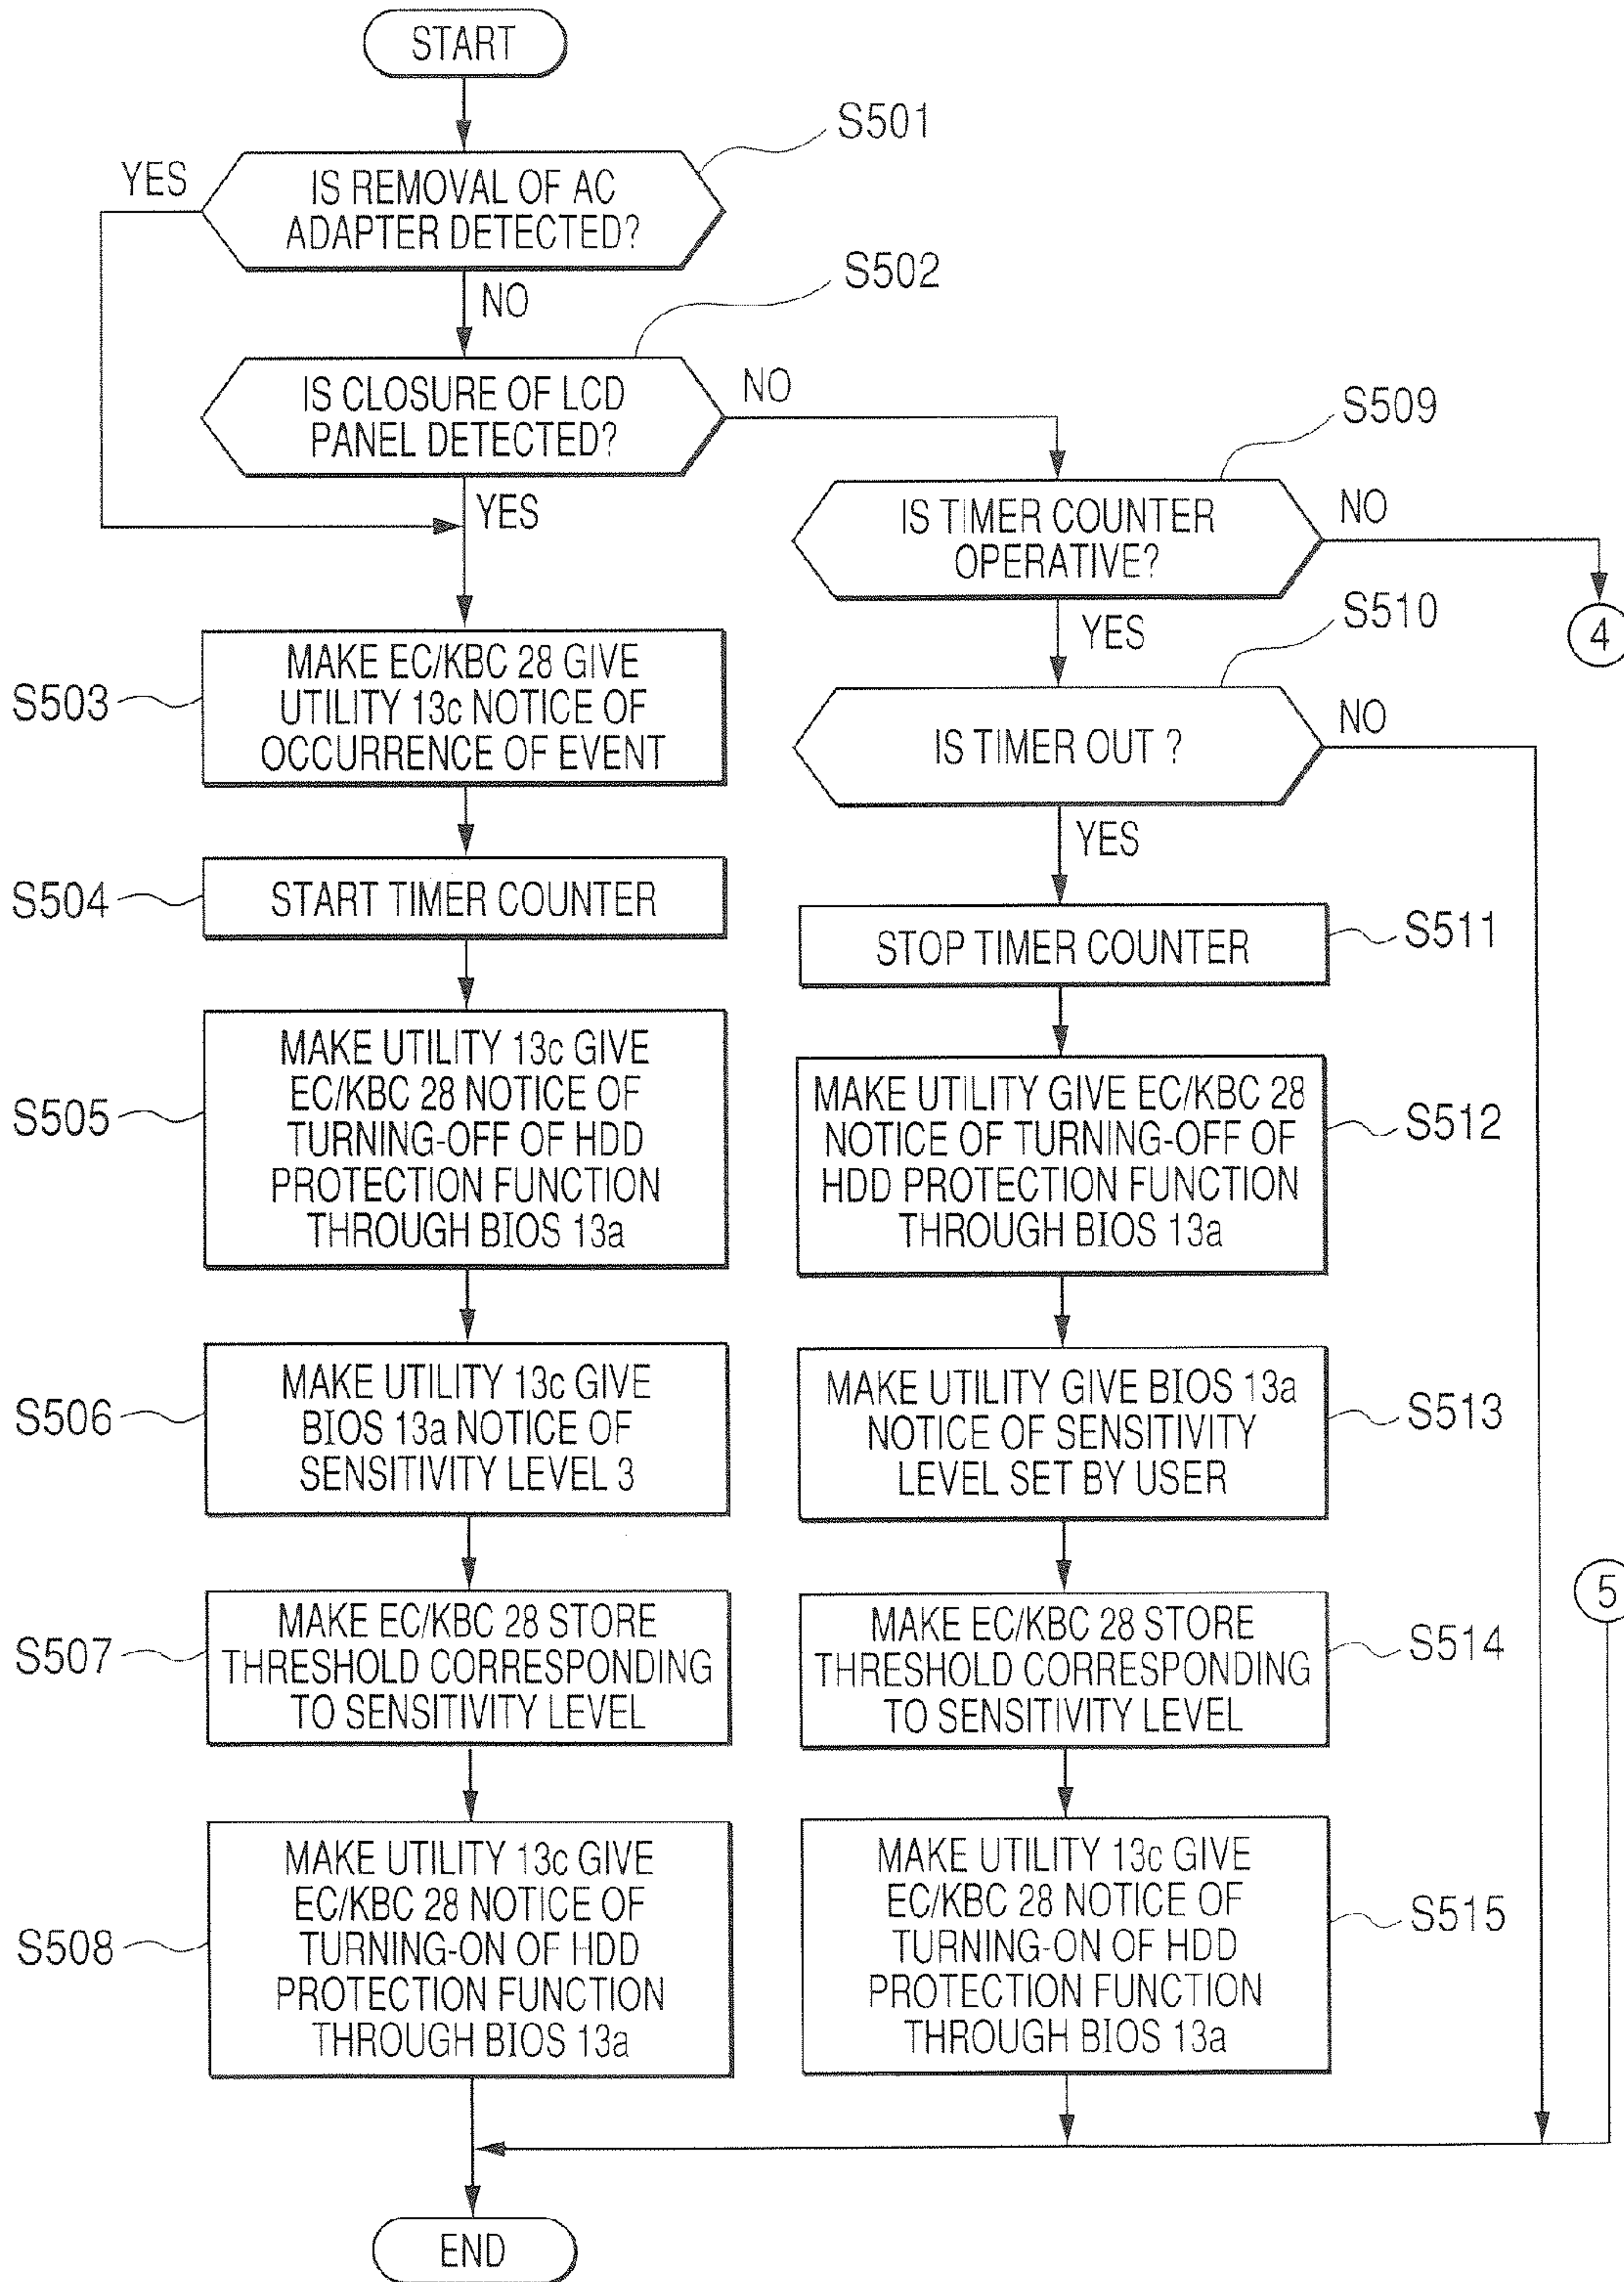 START
S501
YES
IS REMOVAL OF AC
ADAPTER DETECTED?
NO
S502
IS CLOSURE OF LCD
PANEL DETECTED?
NO
YES
S503
MAKE EC/KBC 28 GIVE
UTILITY 13c NOTICE OF
OCCURRENCE OF EVENT
S504
START TIMER COUNTER
S505
MAKE UTILITY 13c GIVE
EC/KBC 28 NOTICE OF
TURNING-OFF OF HDD
PROTECTION FUNCTION
THROUGH BIOS 13a
S506
MAKE UTILITY 13c GIVE
BIOS 13a NOTICE OF
SENSITIVITY LEVEL 3
S507
MAKE EC/KBC 28 STORE
THRESHOLD CORRESPONDING
TO SENSITIVITY LEVEL
S508
MAKE UTILITY 13c GIVE
EC/KBC 28 NOTICE OF
TURNING-ON OF HDD
PROTECTION FUNCTION
THROUGH BIOS 13a
S509
IS TIMER COUNTER
OPERATIVE?
NO
4
YES
S510
IS TIMER OUT ?
NO
YES
STOP TIMER COUNTER
S511
MAKE UTILITY GIVE EC/KBC 28
NOTICE OF TURNING-OFF OF
HDD PROTECTION FUNCTION
THROUGH BIOS 13a
S512
MAKE UTILITY GIVE BIOS 13a
NOTICE OF SENSITIVITY
LEVEL SET BY USER
S513
5
MAKE EC/KBC 28 STORE
THRESHOLD CORRESPONDING
TO SENSITIVITY LEVEL
S514
MAKE UTILITY 13c GIVE
EC/KBC 28 NOTICE OF
TURNING-ON OF HDD
PROTECTION FUNCTION
THROUGH BIOS 13a
S515
END